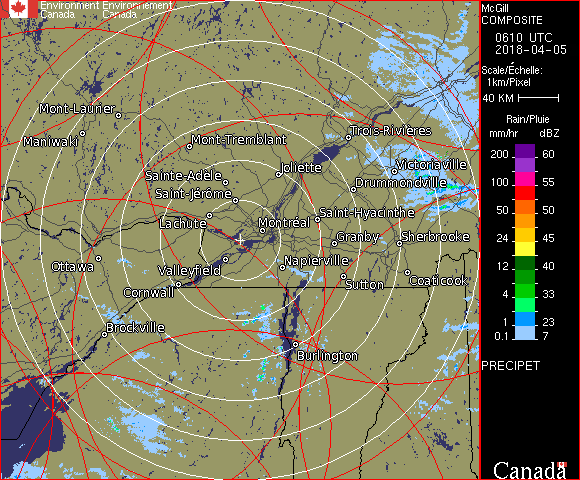 Environment Environnement
Canada Canada
McGill
COMPOSITE
0610 UTC
2018-04-05
Scale/Échelle:
1km/Pixel
40 KM
Rain/Pluie
mm/hr dBZ
200 60
150 57
100 55
50 50
24 45
12 40
4 33
1 23
0.1 7
PRECIPET
Canada
Mont-Laurier
Maniwaki
Mont-Tremblant
Trois-Rivières
Sainte-Adèle
Joliette
Victoriaville
Saint-Jérôme
Drummondville
Lachute
Montréal
Saint-Hyacinthe
Granby
Sherbrooke
Ottawa
Valleyfield
Napierville
Cornwall
Sutton
Coaticook
Brockville
Burlington